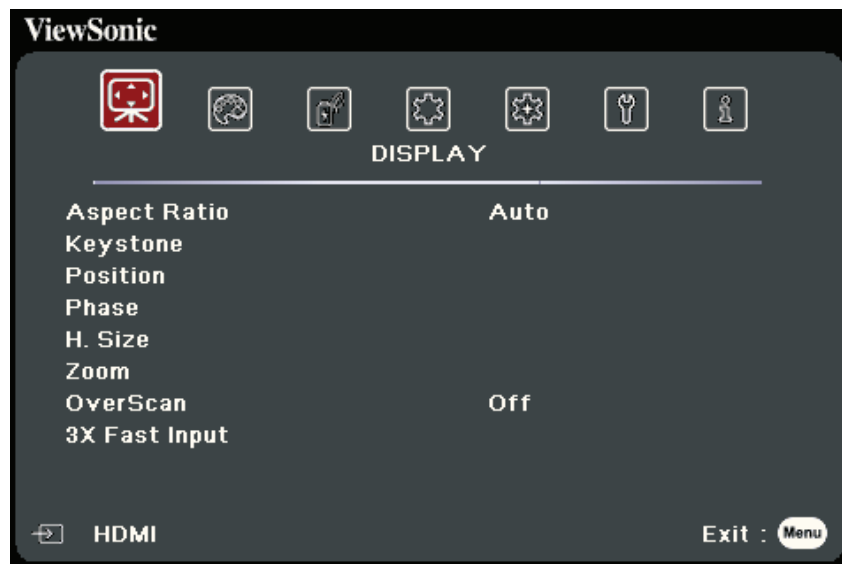 ViewSonic
DISPLAY
Aspect Ratio Auto
Keystone
Position
Phase
H. Size
Zoom
OverScan Off
3X Fast Input
HDMI Exit : Menu